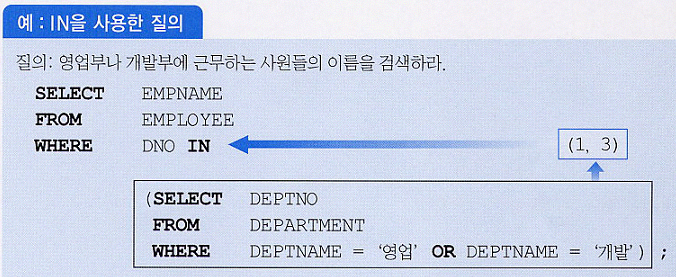 예 : IN을 사용한 질의
질의: 영업부나 개발부에 근무하는 사원들의 이름을 검색하라.
SELECT EMPNAME
FROM EMPLOYEE
WHERE DNO IN (1, 3)
(SELECT DEPTNO
FROM DEPARTMENT
WHERE DEPTNAME = ‘영업’ OR DEPTNAME = ‘개발’) ;